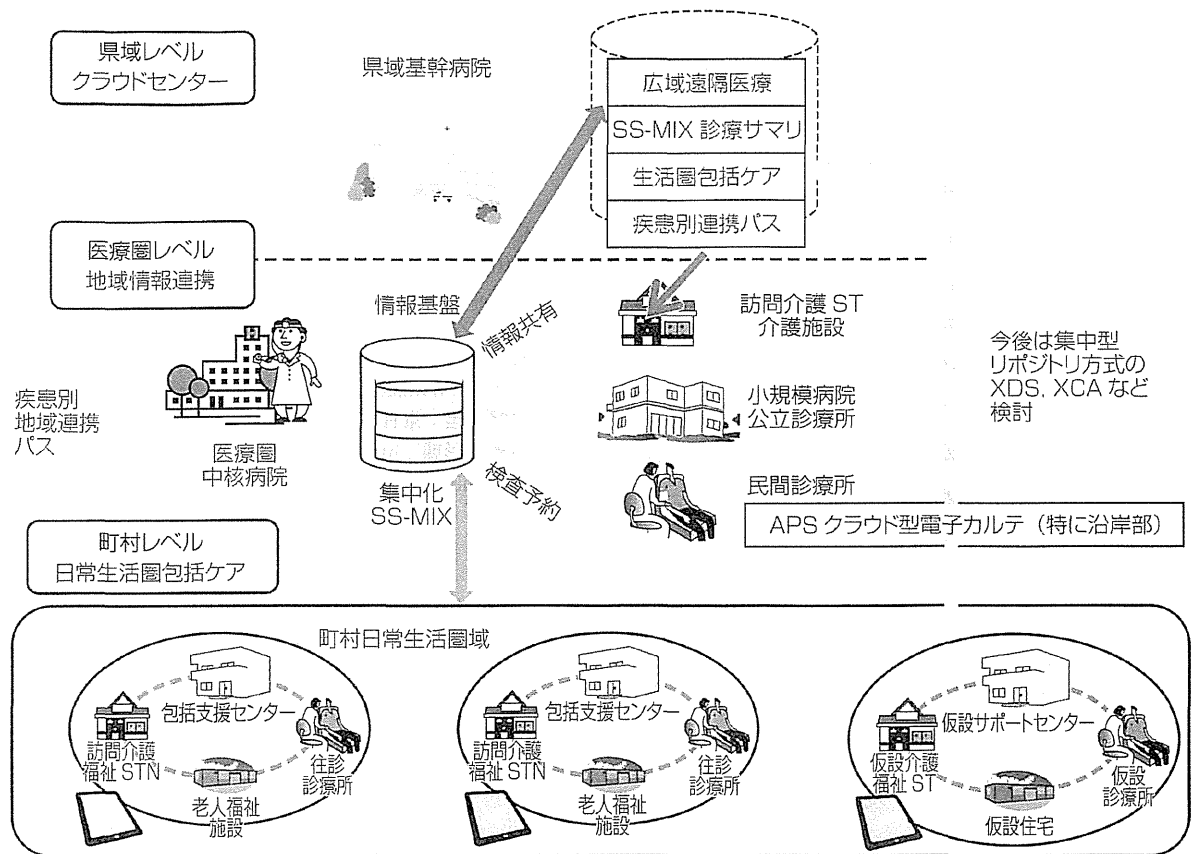 県域レベル
クラウドセンター
県域基幹病院
広域遠隔医療
SS-MIX 診療サマリ
生活圏包括ケア
疾患別連携パス
医療圏レベル
地域情報連携
情報基盤
情報共有
訪問介護 ST
介護施設
今後は集中型
リポジトリ方式の
XDS, XCA など
検討
疾患別
地域連携
パス
医療圏
中核病院
小規模病院
公立診療所
集中化
SS-MIX
検査予約
民間診療所
APS クラウド型電子カルテ（特に沿岸部）
町村レベル
日常生活圏包括ケア
町村日常生活圏域
包括支援センター
訪問介護
福祉 STN
往診
診療所
老人福祉
施設
包括支援センター
訪問介護
福祉 STN
往診
診療所
老人福祉
施設
仮設サポートセンター
仮設介護
福祉 ST
仮設
診療所
仮設住宅